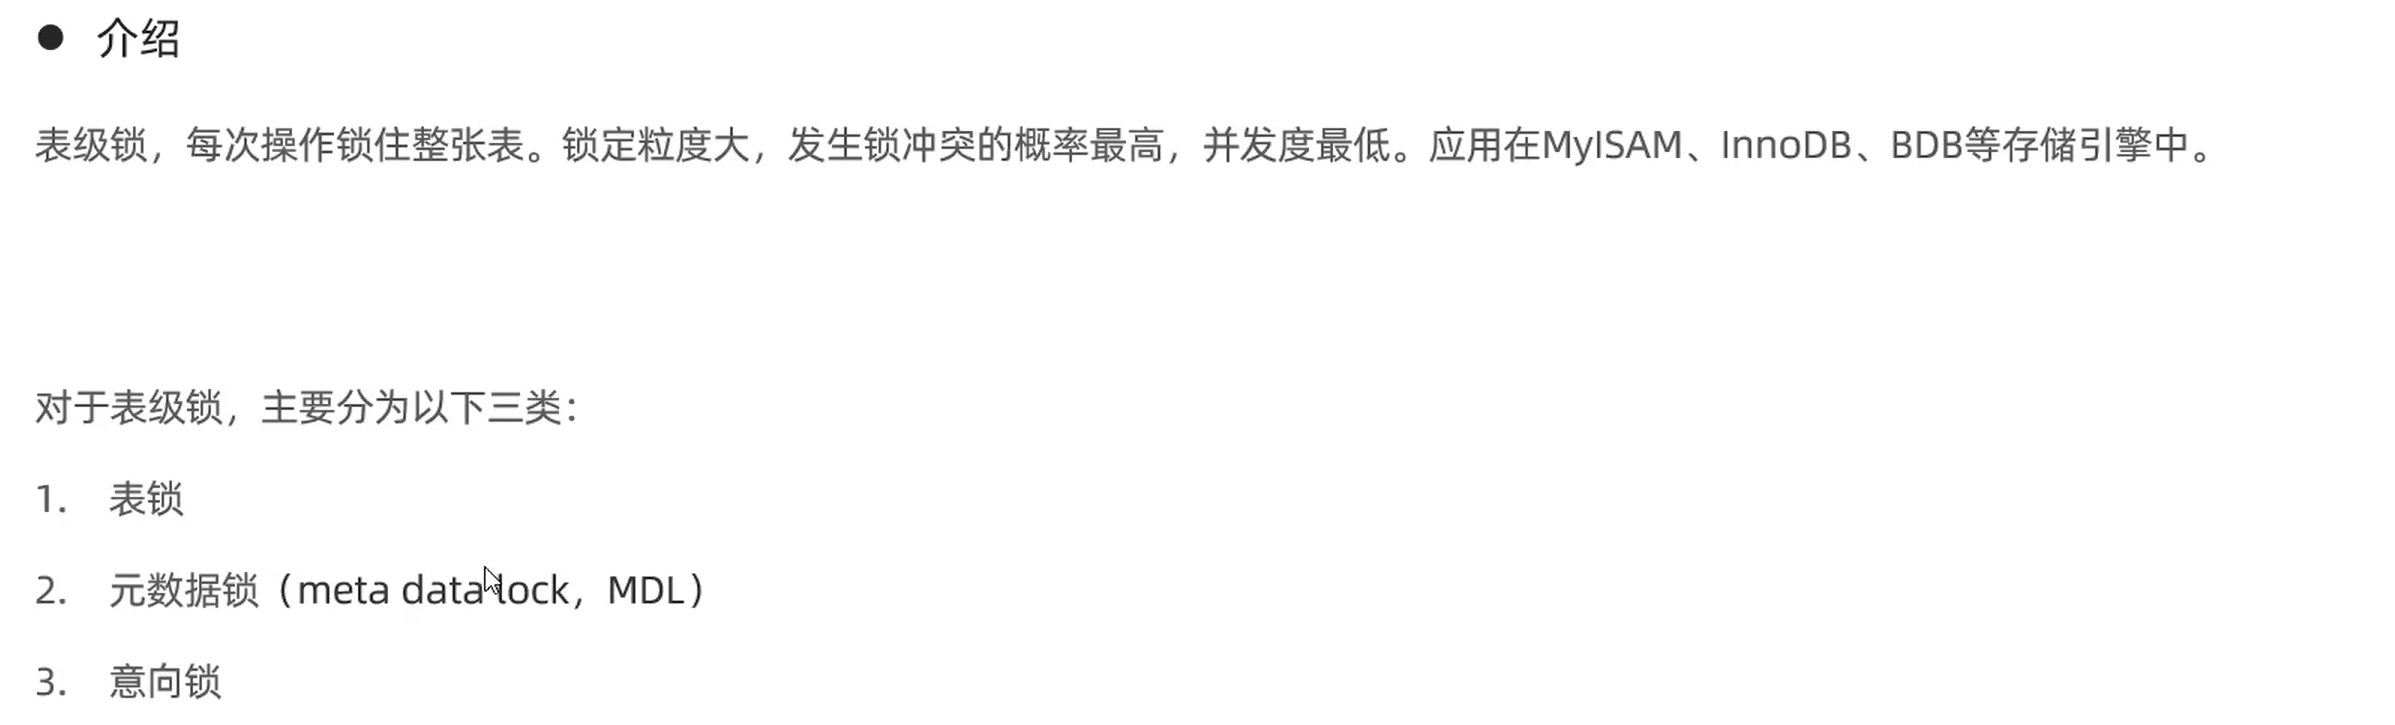 ● 介绍
表级锁，每次操作锁住整张表。锁定粒度大，发生锁冲突的概率最高，并发度最低。应用在MyISAM、InnoDB、BDB等存储引擎中。
对于表级锁，主要分为以下三类：
1. 表锁
2. 元数据锁（meta data lock，MDL）
3. 意向锁